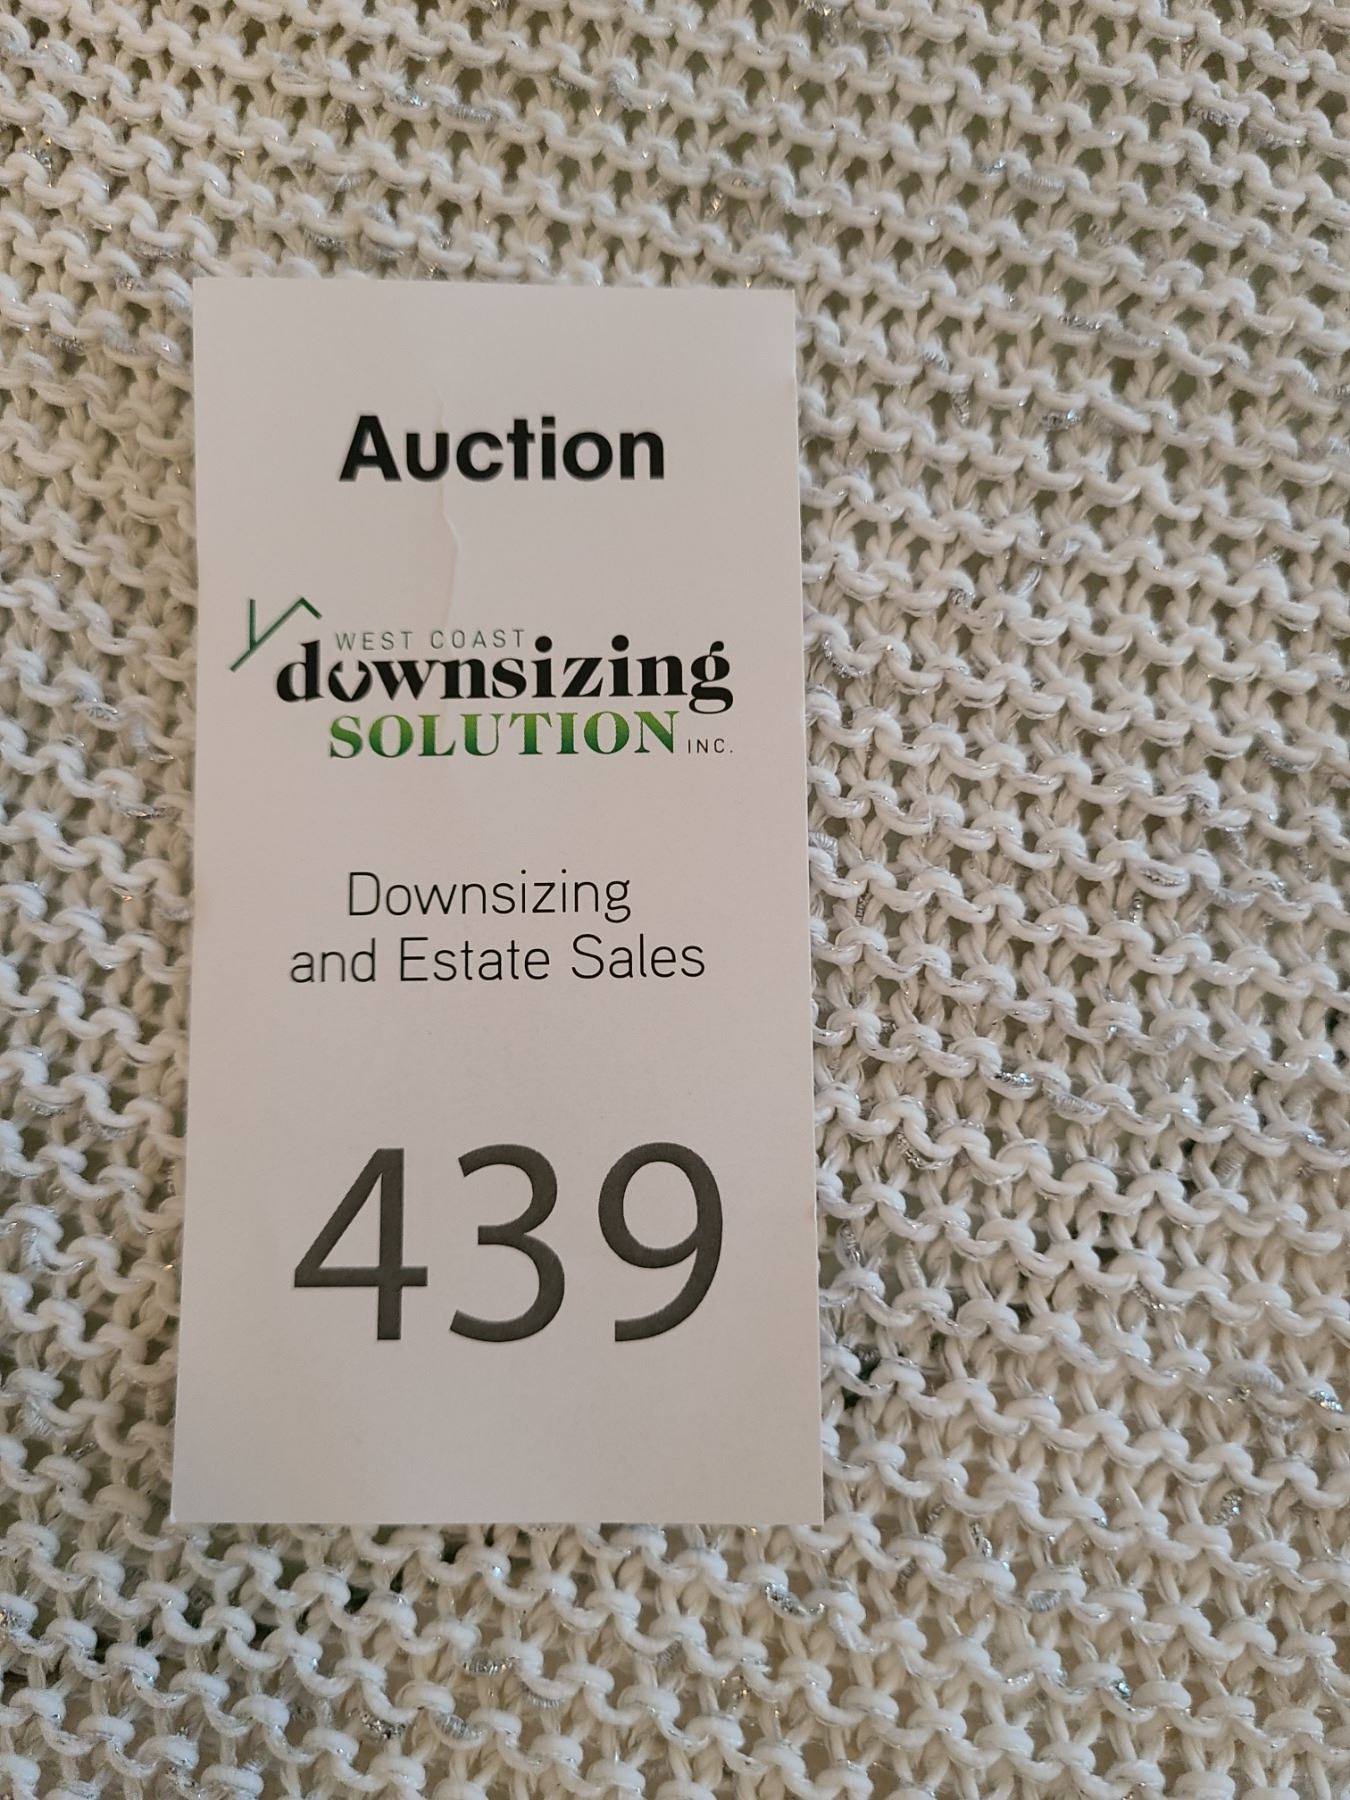 Auction
WEST COAST
downsizing
SOLUTION INC.
Downsizing
and Estate Sales
439